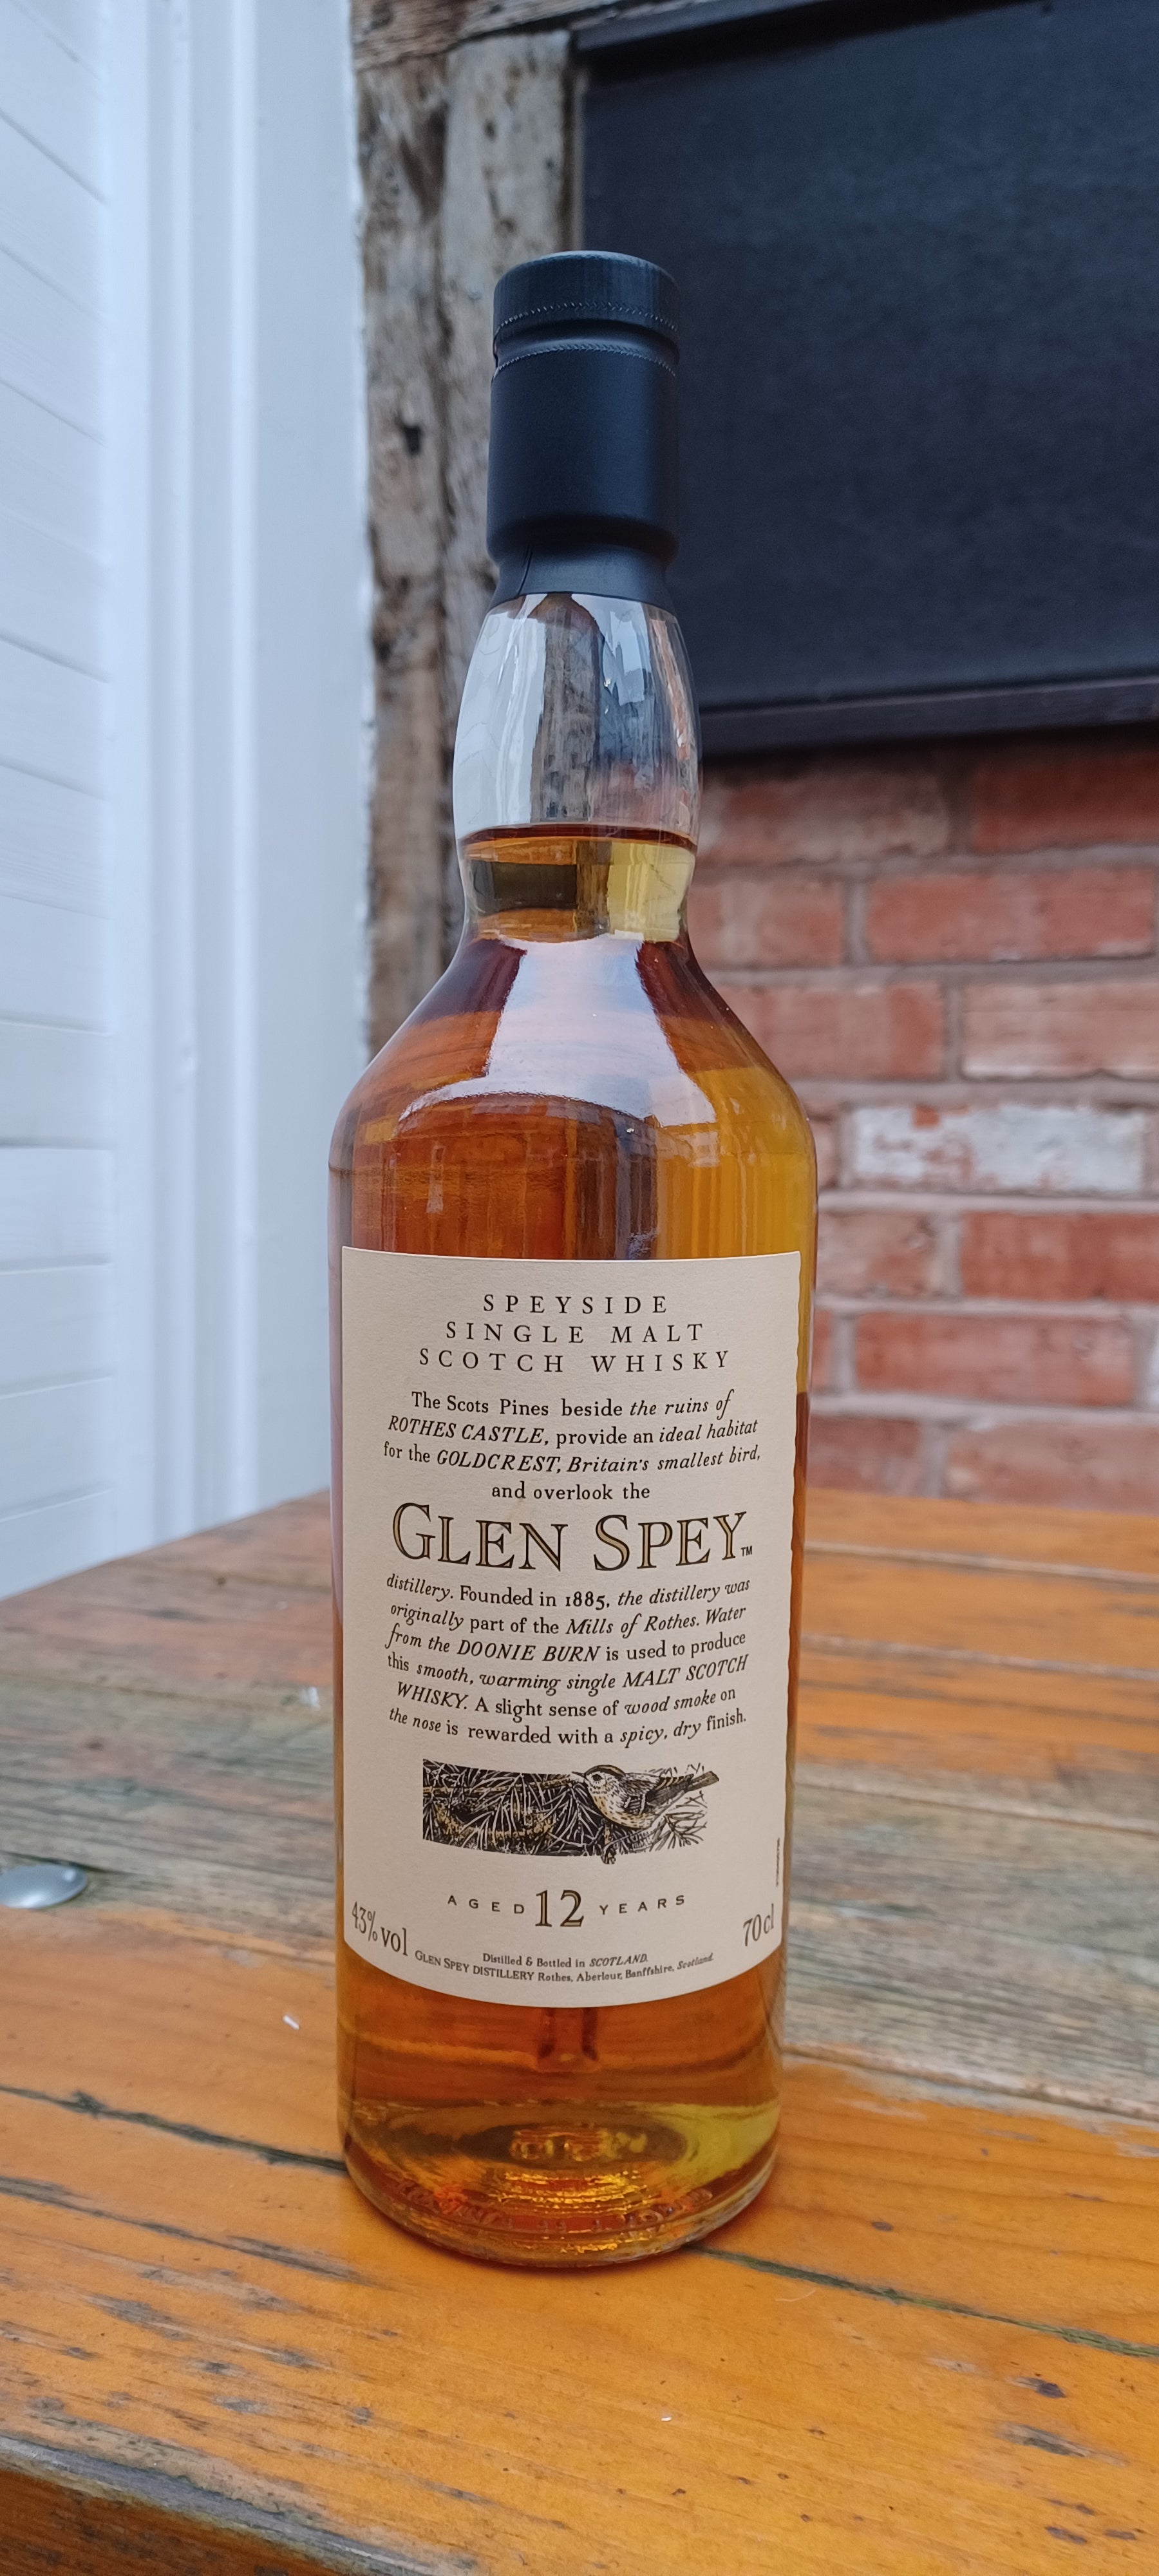 SPEYSIDE
SINGLE MALT
SCOTCH WHISKY
The Scots Pines beside the ruins of
ROTHES CASTLE, provide an ideal habitat
for the GOLDCREST, Britain's smallest bird,
and overlook the
GLEN SPEY™
distillery. Founded in 1885, the distillery was
originally part of the Mills of Rothes. Water
from the DOONIE BURN is used to produce
this smooth, warming single MALT SCOTCH
WHISKY. A slight sense of wood smoke on
the nose is rewarded with a spicy, dry finish.
AGED 12 YEARS
43% vol
70cl
Distilled & Bottled in SCOTLAND.
GLEN SPEY DISTILLERY Rothes, Aberlour, Banffshire, Scotland.